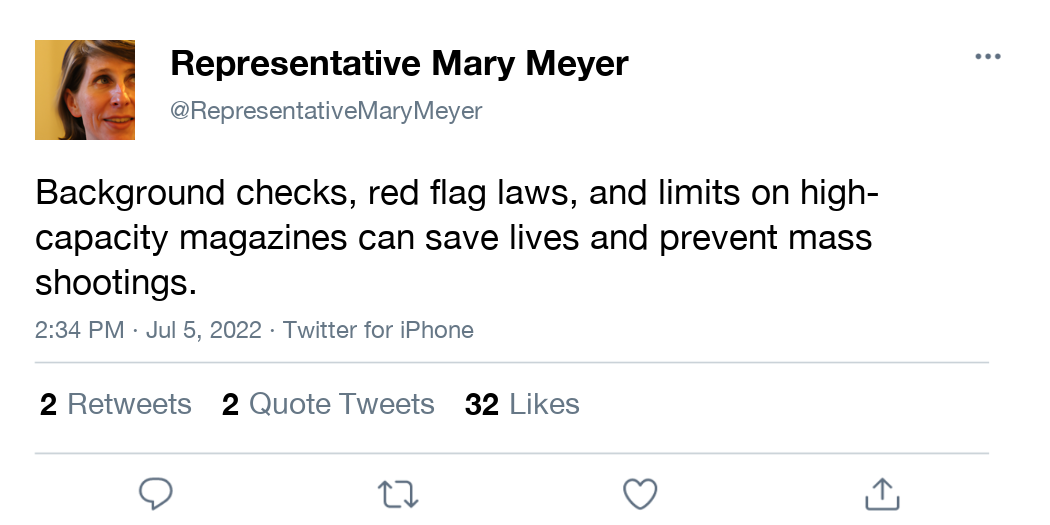 Representative Mary Meyer
@RepresentativeMaryMeyer
Background checks, red flag laws, and limits on high-
capacity magazines can save lives and prevent mass
shootings.
2:34 PM · Jul 5, 2022 · Twitter for iPhone
2 Retweets 2 Quote Tweets 32 Likes